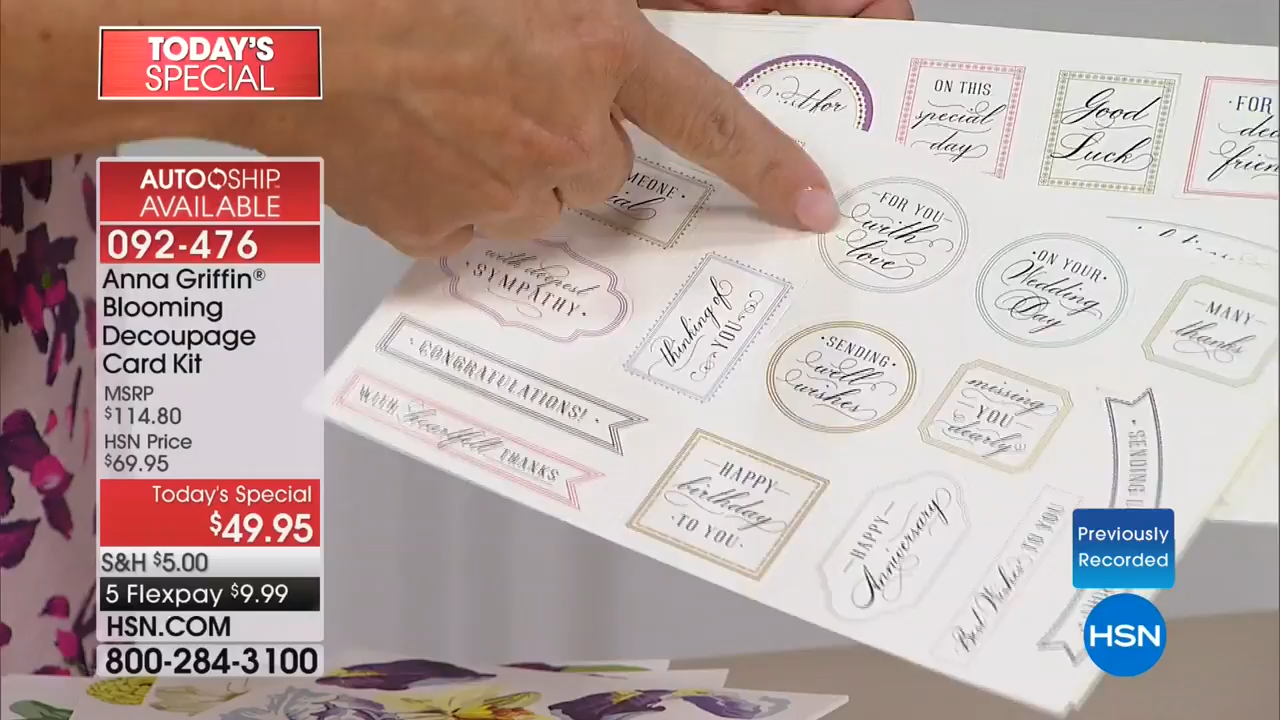 TODAY'S
SPECIAL
AUTOSHIP
AVAILABLE
092-476
Anna Griffin®
Blooming
Decoupage
Card Kit
MSRP
$114.80
HSN Price
$69.95
Today's Special
$49.95
S&H $5.00
5 Flexpay $9.99
HSN.COM
800-284-3100
for
ON THIS
special
day
Good
Luck
FOR
FOR YOU
with
love
ON YOUR
Wedding
Day
MANY
thanks
with deepest
SYMPATHY
thinking of
YOU
SENDING
well
wishes
missing
YOU
dearly
CONGRATULATIONS!
WITH Heartfelt THANKS
HAPPY
birthday
TO YOU
HAPPY
Anniversary
Best Wishes TO YOU
SENDING
Previously
Recorded
HSN